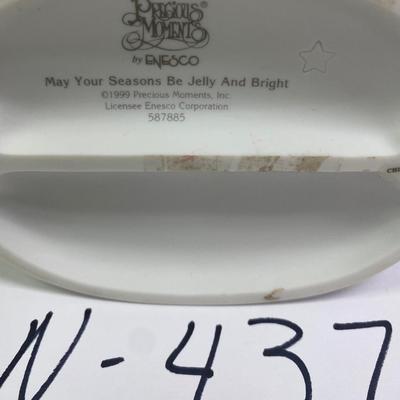 Precious
Moments
by Enesco
May Your Seasons Be Jelly And Bright
©1999 Precious Moments, Inc.
Licensee Enesco Corporation
587885
N-437